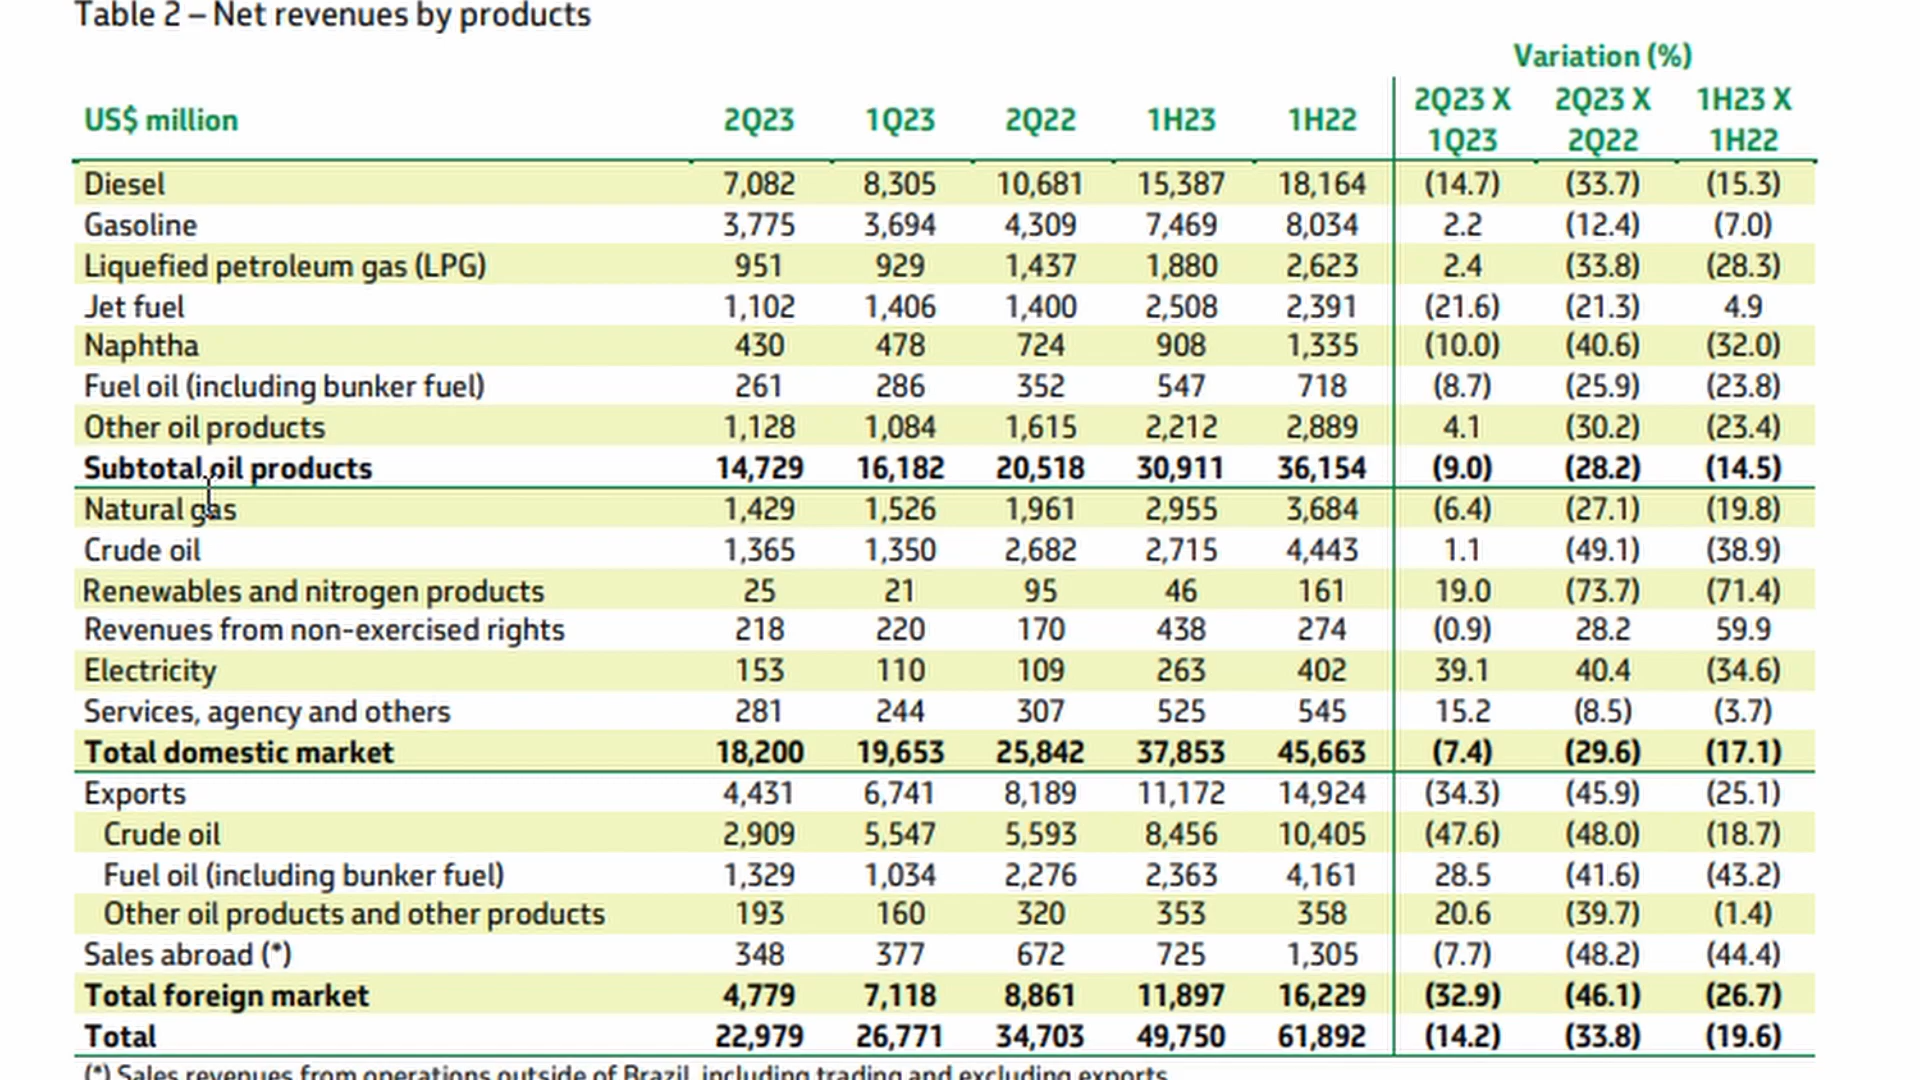 Table 2 – Net revenues by products
Variation (%)
US$ million 2Q23 1Q23 2Q22 1H23 1H22 2Q23 X 1Q23 2Q23 X 2Q22 1H23 X 1H22
Diesel 7,082 8,305 10,681 15,387 18,164 (14.7) (33.7) (15.3)
Gasoline 3,775 3,694 4,309 7,469 8,034 2.2 (12.4) (7.0)
Liquefied petroleum gas (LPG) 951 929 1,437 1,880 2,623 2.4 (33.8) (28.3)
Jet fuel 1,102 1,406 1,400 2,508 2,391 (21.6) (21.3) 4.9
Naphtha 430 478 724 908 1,335 (10.0) (40.6) (32.0)
Fuel oil (including bunker fuel) 261 286 352 547 718 (8.7) (25.9) (23.8)
Other oil products 1,128 1,084 1,615 2,212 2,889 4.1 (30.2) (23.4)
Subtotal oil products 14,729 16,182 20,518 30,911 36,154 (9.0) (28.2) (14.5)
Natural gas 1,429 1,526 1,961 2,955 3,684 (6.4) (27.1) (19.8)
Crude oil 1,365 1,350 2,682 2,715 4,443 1.1 (49.1) (38.9)
Renewables and nitrogen products 25 21 95 46 161 19.0 (73.7) (71.4)
Revenues from non-exercised rights 218 220 170 438 274 (0.9) 28.2 59.9
Electricity 153 110 109 263 402 39.1 40.4 (34.6)
Services, agency and others 281 244 307 525 545 15.2 (8.5) (3.7)
Total domestic market 18,200 19,653 25,842 37,853 45,663 (7.4) (29.6) (17.1)
Exports 4,431 6,741 8,189 11,172 14,924 (34.3) (45.9) (25.1)
Crude oil 2,909 5,547 5,593 8,456 10,405 (47.6) (48.0) (18.7)
Fuel oil (including bunker fuel) 1,329 1,034 2,276 2,363 4,161 28.5 (41.6) (43.2)
Other oil products and other products 193 160 320 353 358 20.6 (39.7) (1.4)
Sales abroad (*) 348 377 672 725 1,305 (7.7) (48.2) (44.4)
Total foreign market 4,779 7,118 8,861 11,897 16,229 (32.9) (46.1) (26.7)
Total 22,979 26,771 34,703 49,750 61,892 (14.2) (33.8) (19.6)
(*) Sales revenues from operations outside of Brazil, including trading and excluding exports